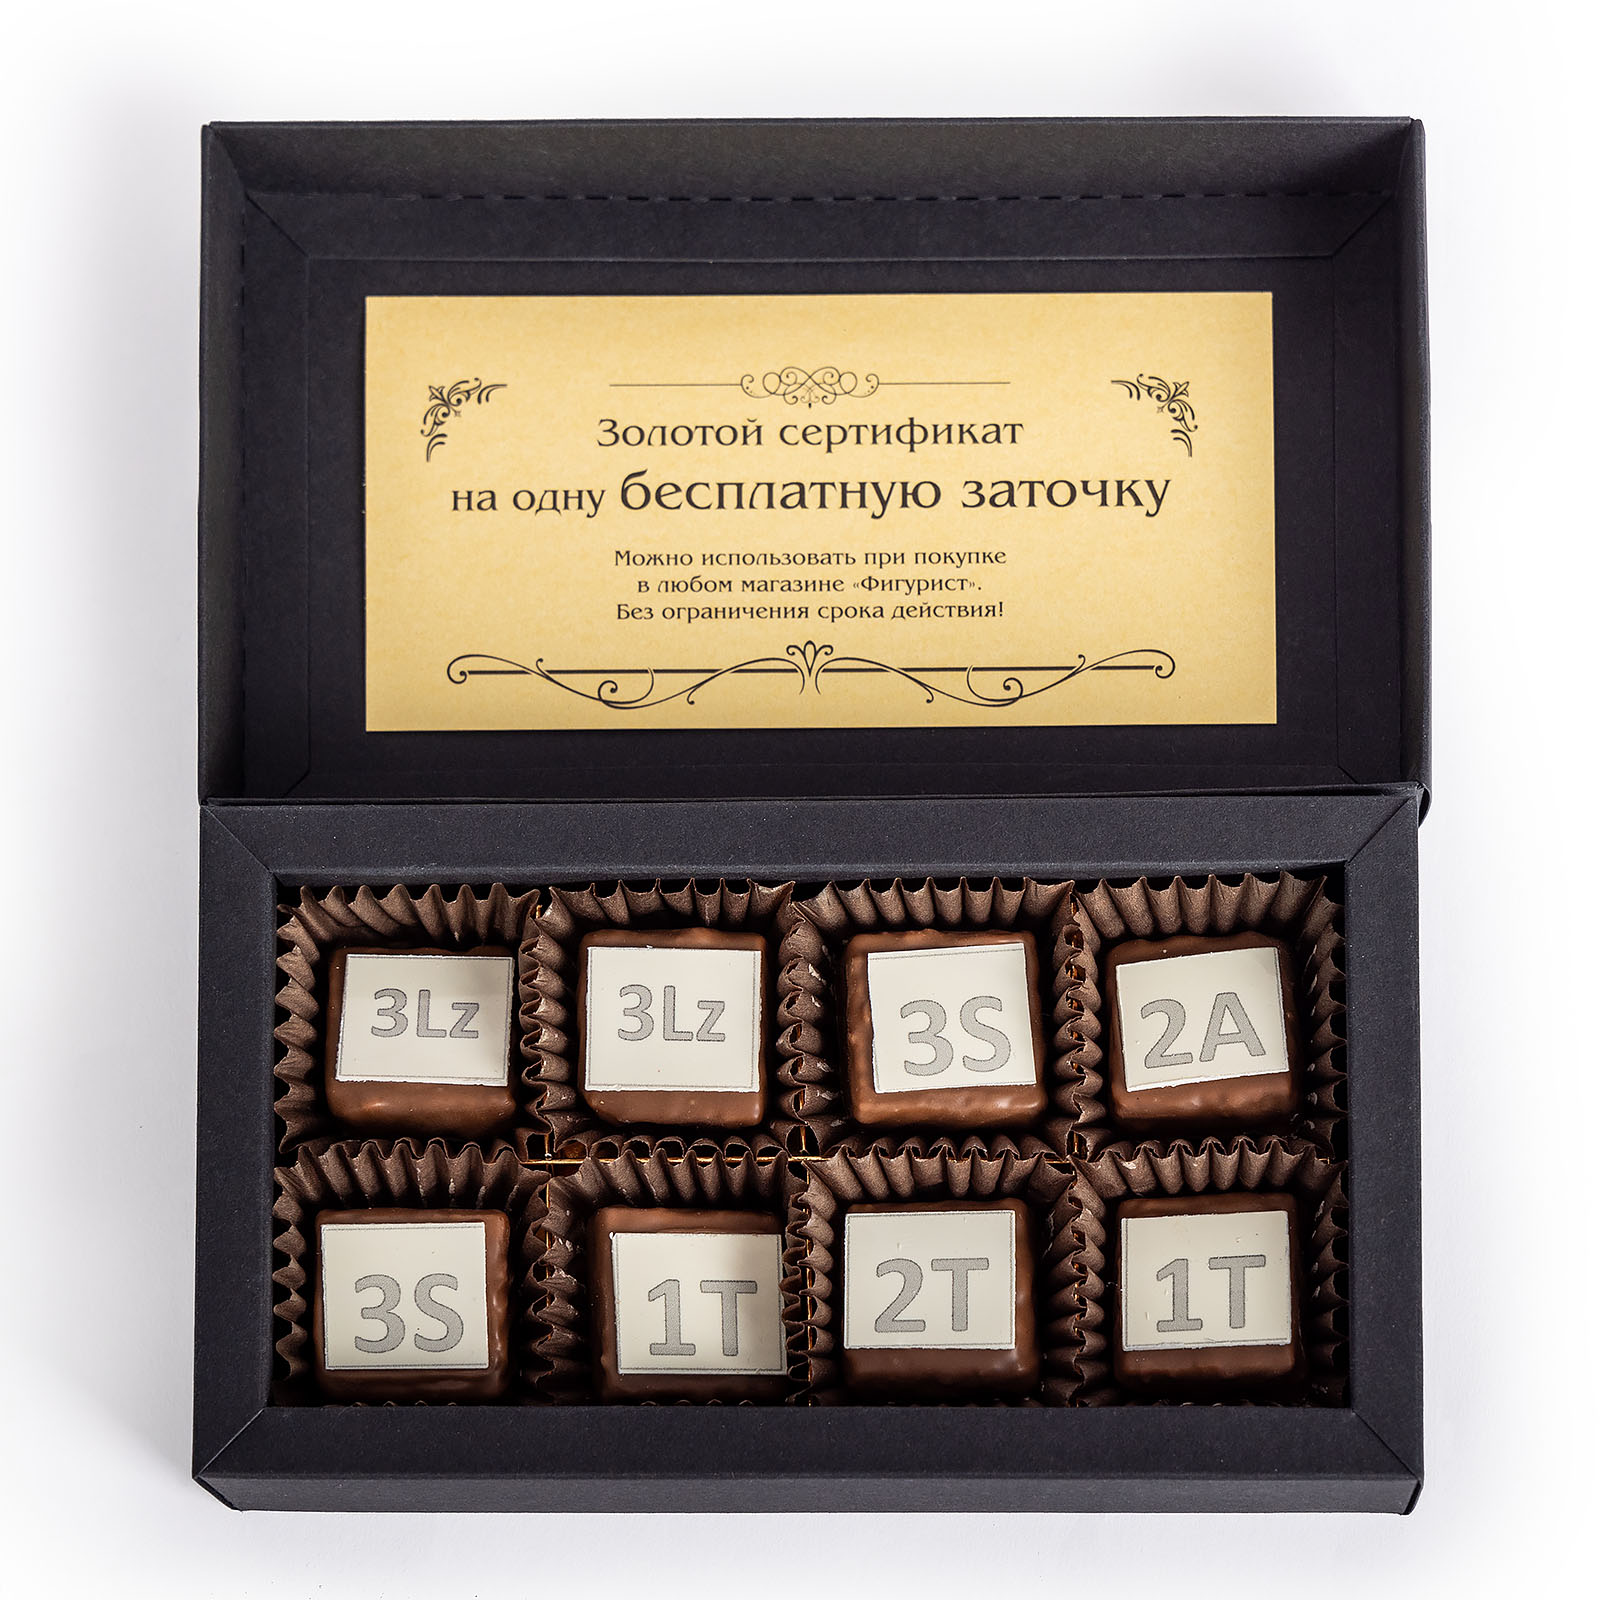 Золотой сертификат
на одну бесплатную заточку
Можно использовать при покупке
в любом магазине «Фигурист».
Без ограничения срока действия!
3Lz
3Lz
3S
2A
3S
1T
2T
1T